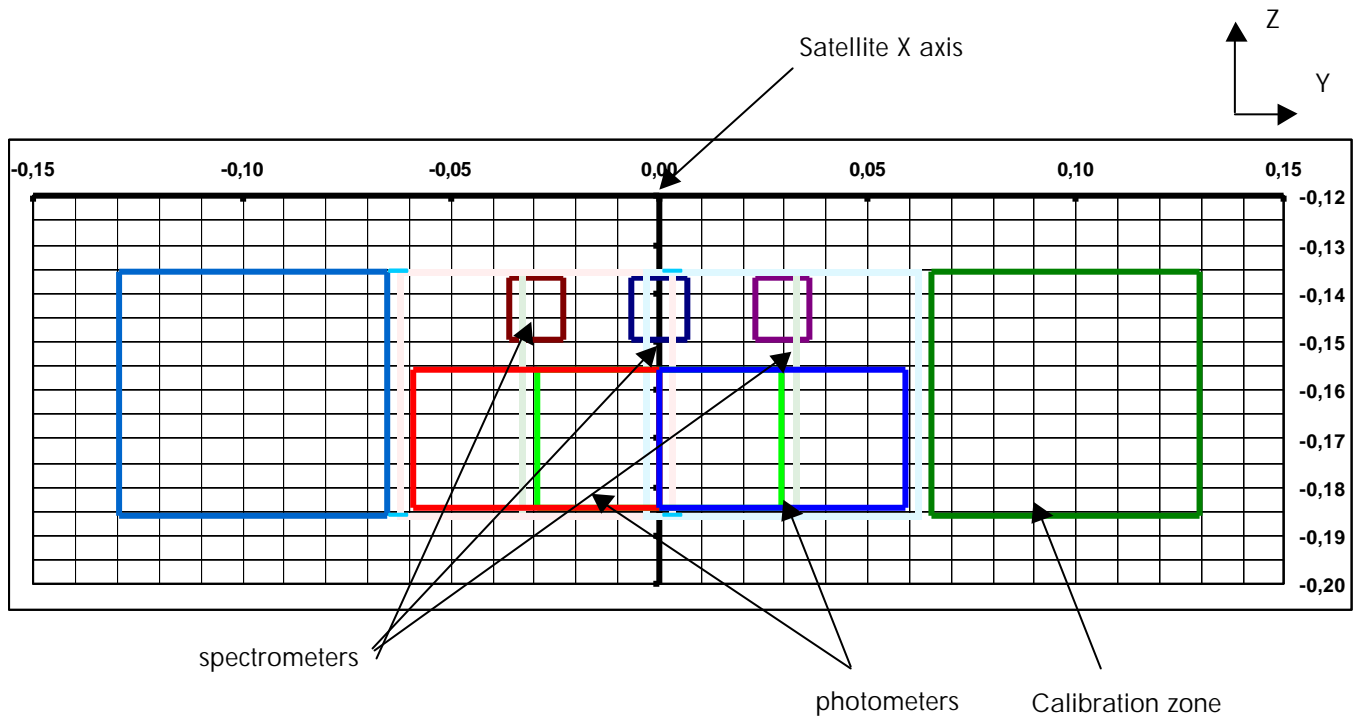 Z
Satellite X axis
Y
-0,15 -0,10 -0,05 0,00 0,05 0,10 0,15
-0,12
-0,13
-0,14
-0,15
-0,16
-0,17
-0,18
-0,19
-0,20
spectrometers
photometers
Calibration zone